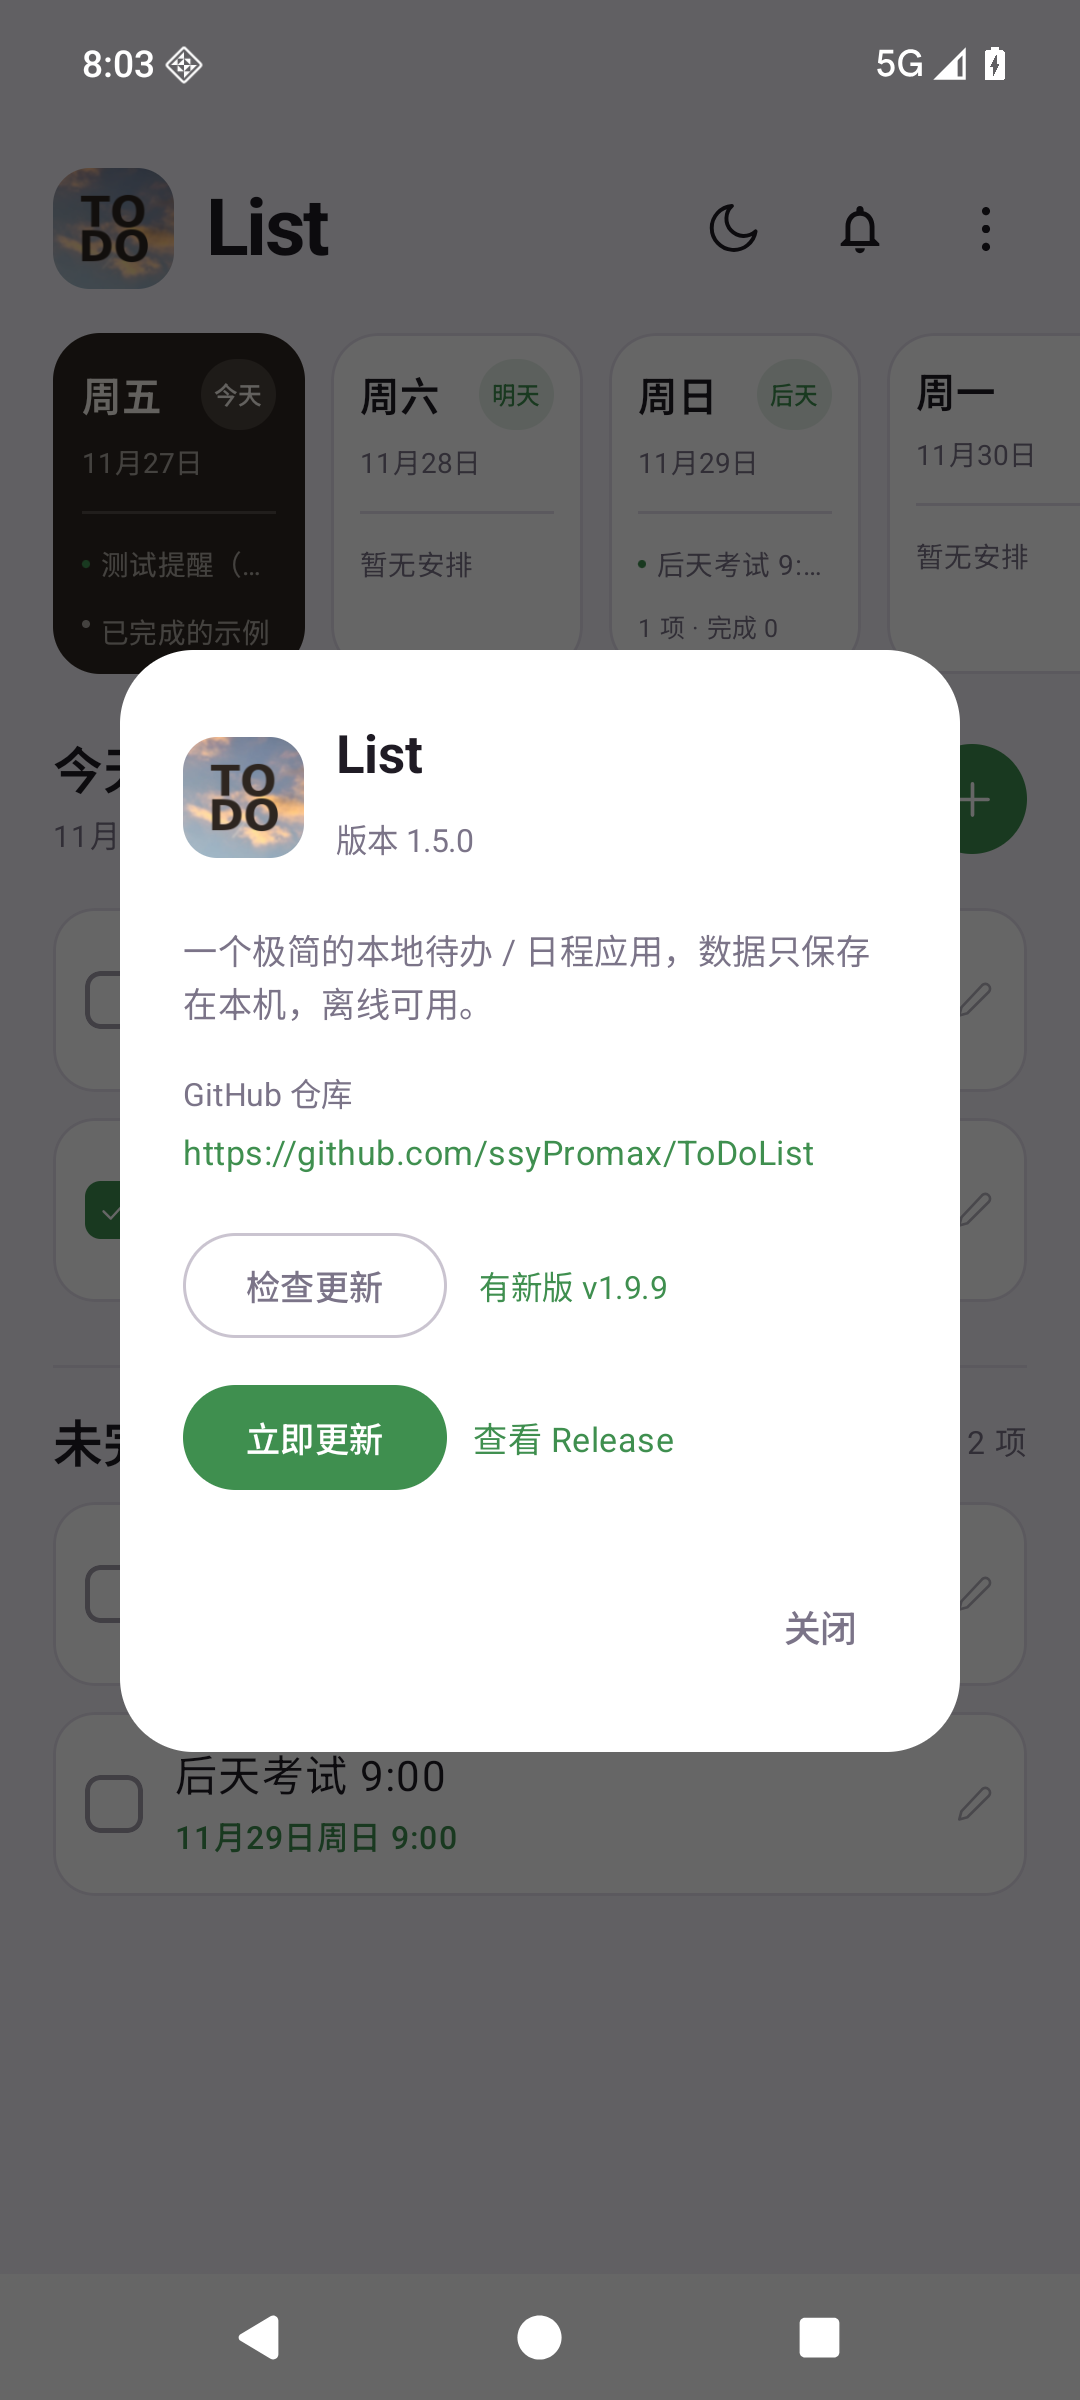 8:03
5G
TO
DO
List
周五
今天
11月27日
测试提醒（...
已完成的示例
周六
明天
11月28日
暂无安排
周日
后天
11月29日
后天考试 9:...
1 项 · 完成 0
周一
11月30日
暂无安排
今天
11月
TO
DO
List
版本 1.5.0
一个极简的本地待办 / 日程应用，数据只保存
在本机，离线可用。
GitHub 仓库
https://github.com/ssyPromax/ToDoList
检查更新
有新版 v1.9.9
立即更新
查看 Release
关闭
未完
2 项
后天考试 9:00
11月29日周日 9:00